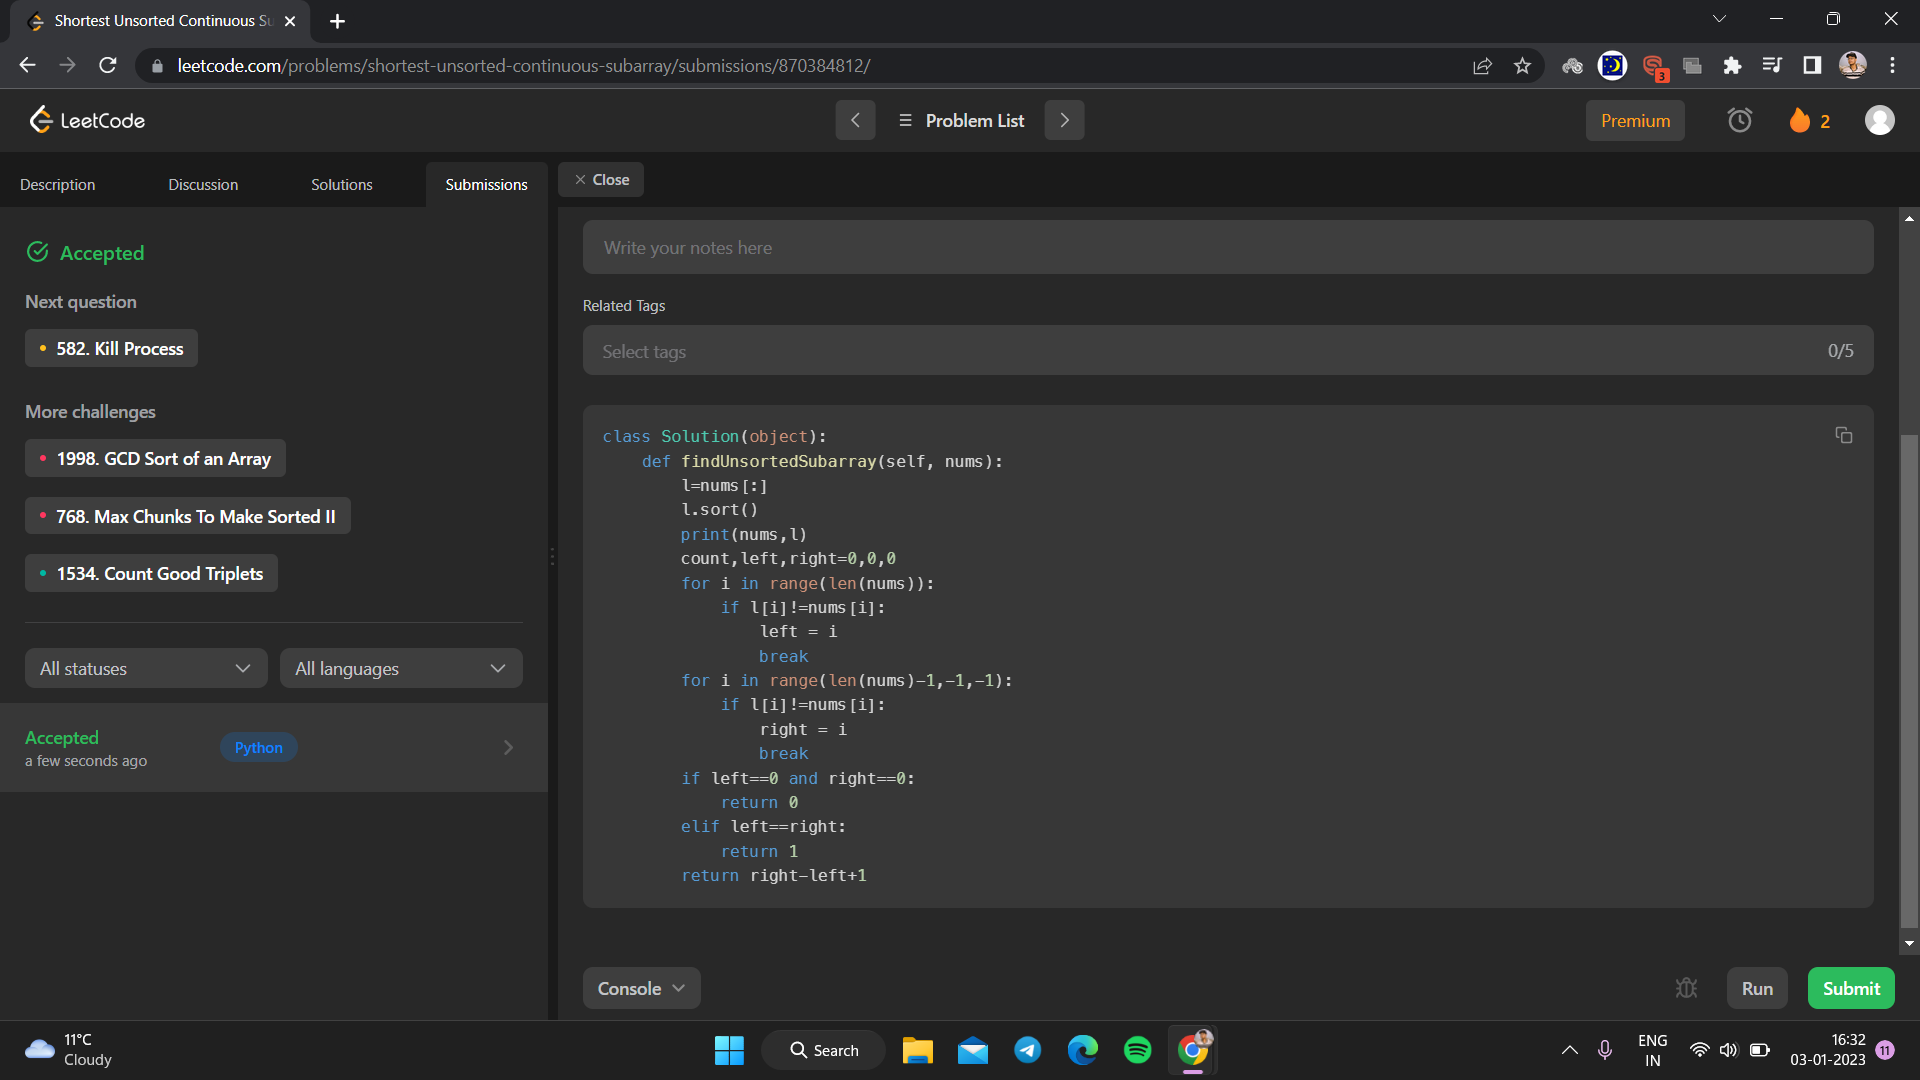 Shortest Unsorted Continuous Su
leetcode.com/problems/shortest-unsorted-continuous-subarray/submissions/870384812/
3
LeetCode
Problem List
Premium
2
Description
Discussion
Solutions
Submissions
Close
Accepted
Next question
582. Kill Process
More challenges
1998. GCD Sort of an Array
768. Max Chunks To Make Sorted II
1534. Count Good Triplets
All statuses
All languages
Accepted
a few seconds ago
Python
Write your notes here
Related Tags
Select tags
0/5
class Solution(object):
    def findUnsortedSubarray(self, nums):
        l=nums[:]
        l.sort()
        print(nums,l)
        count,left,right=0,0,0
        for i in range(len(nums)):
            if l[i]!=nums[i]:
                left = i
                break
        for i in range(len(nums)-1,-1,-1):
            if l[i]!=nums[i]:
                right = i
                break
        if left==0 and right==0:
            return 0
        elif left==right:
            return 1
        return right-left+1
Console
Run
Submit
11°C
Cloudy
Search
ENG
IN
16:32
03-01-2023
11